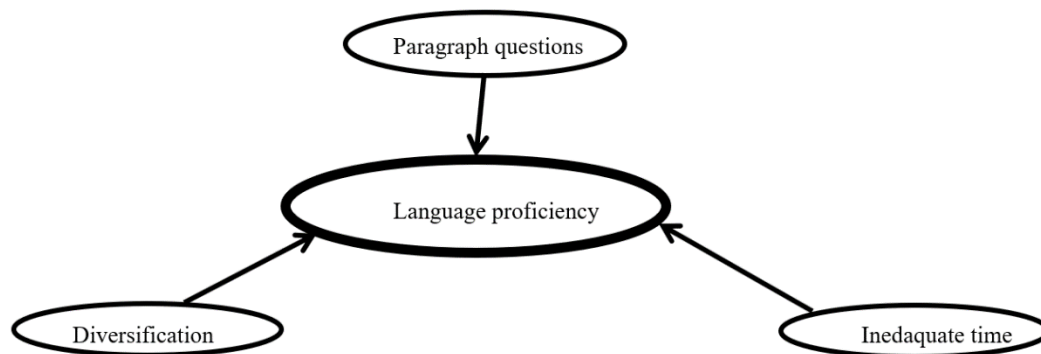 Paragraph questions
Language proficiency
Diversification
Inedaquate time